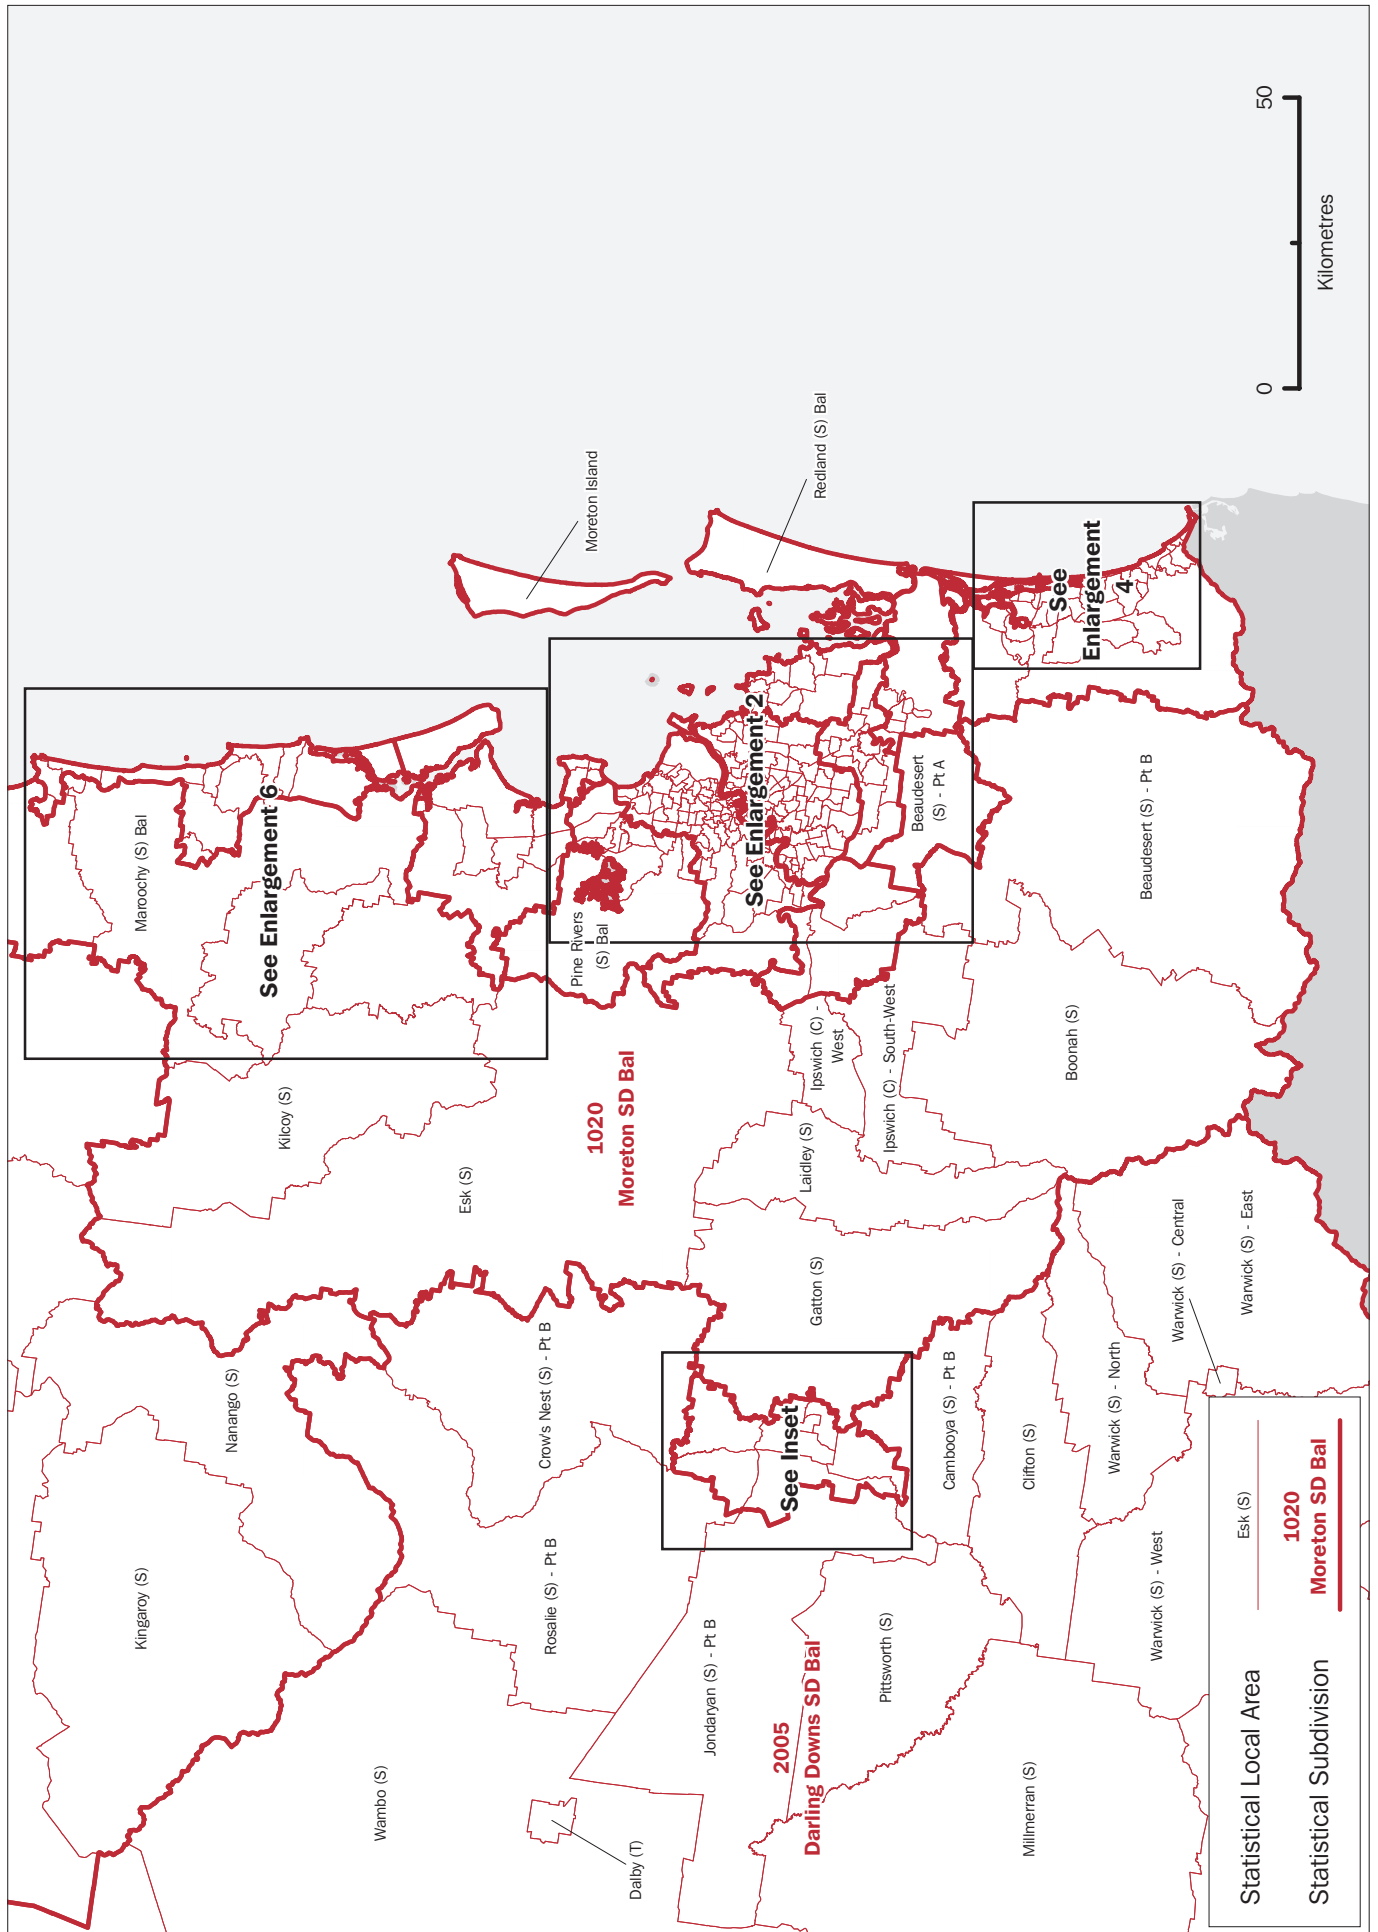 Maroochy (S) Bal
See Enlargement 6
Kilcoy (S)
Esk (S)
1020
Moreton SD Bal
Moreton Island
Redland (S) Bal
Pine Rivers
(S) Bal
See Enlargement 2
Beaudesert
(S) - Pt A
See
Enlargement
4
Beaudesert (S) - Pt B
Ipswich (C) -
West
Ipswich (C) - South-West
Boonah (S)
Laidley (S)
Gatton (S)
Nanango (S)
Kingaroy (S)
Crow's Nest (S) - Pt B
Rosalie (S) - Pt B
See Inset
Cambooya (S) - Pt B
Clifton (S)
Warwick (S) - North
Warwick (S) - Central
Warwick (S) - East
Warwick (S) - West
Wambo (S)
Dalby (T)
Jondaryan (S) - Pt B
2005
Darling Downs SD Bal
Pittsworth (S)
Millmerran (S)
0
50
Kilometres
Statistical Local Area
Esk (S)
Statistical Subdivision
1020
Moreton SD Bal